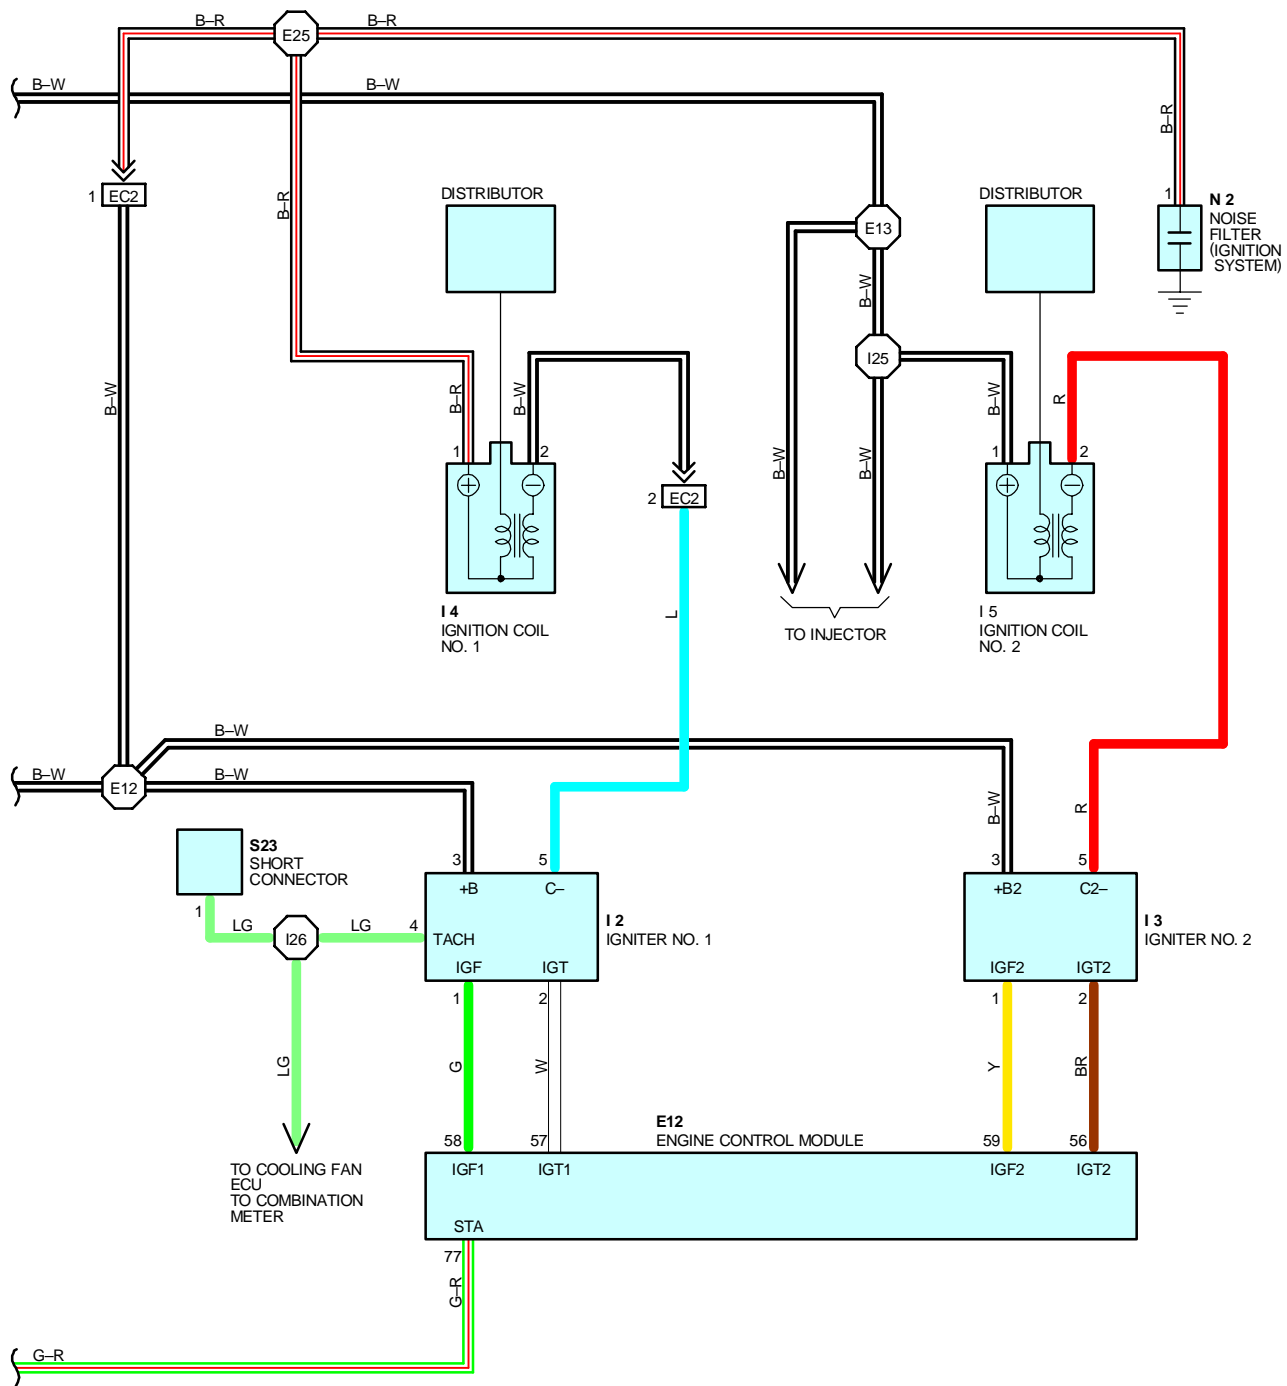 B–R
B–R
E25
B–W
B–W
B–R
B–R
1
EC2
DISTRIBUTOR
DISTRIBUTOR
1
N 2
NOISE
FILTER
(IGNITION
SYSTEM)
E13
B–W
I25
B–W
B–R
B–W
B–W
R
1
2
1
2
B–W
B–W
2
EC2
I 4
IGNITION COIL
NO. 1
L
TO INJECTOR
I 5
IGNITION COIL
NO. 2
B–W
B–W
E12
B–W
B–W
R
S23
SHORT
CONNECTOR
3
5
3
5
+B
C–
+B2
C2–
1
LG
I26
LG
4
TACH
I 2
IGNITER NO. 1
I 3
IGNITER NO. 2
IGF
IGT
IGF2
IGT2
1
2
1
2
LG
G
W
Y
BR
E12
ENGINE CONTROL MODULE
58
57
59
56
IGF1
IGT1
IGF2
IGT2
TO COOLING FAN
ECU
TO COMBINATION
METER
STA
77
G–R
G–R